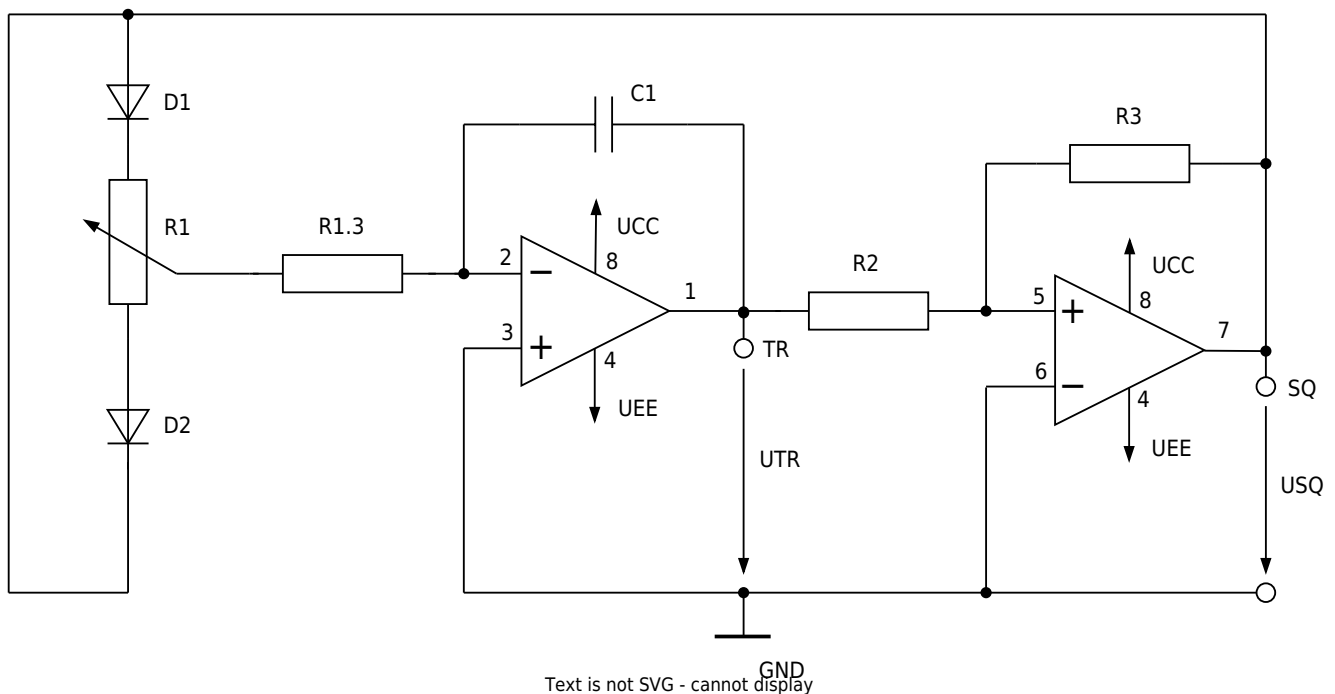 C1
D1
R3
R1
R1.3
UCC
2
8
−
R2
UCC
1
5
8
+
3
+
7
4
TR
6
−
SQ
UEE
4
D2
UEE
UTR
USQ
GND
Text is not SVG - cannot display